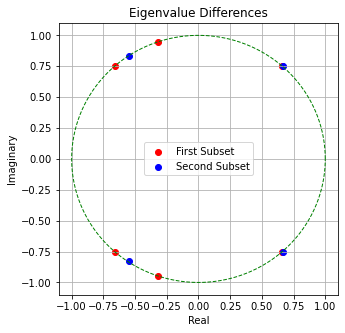 Eigenvalue Differences
1.00
0.75
0.50
0.25
0.00
−0.25
−0.50
−0.75
−1.00
Imaginary
First Subset
Second Subset
−1.00 −0.75 −0.50 −0.25 0.00 0.25 0.50 0.75 1.00
Real